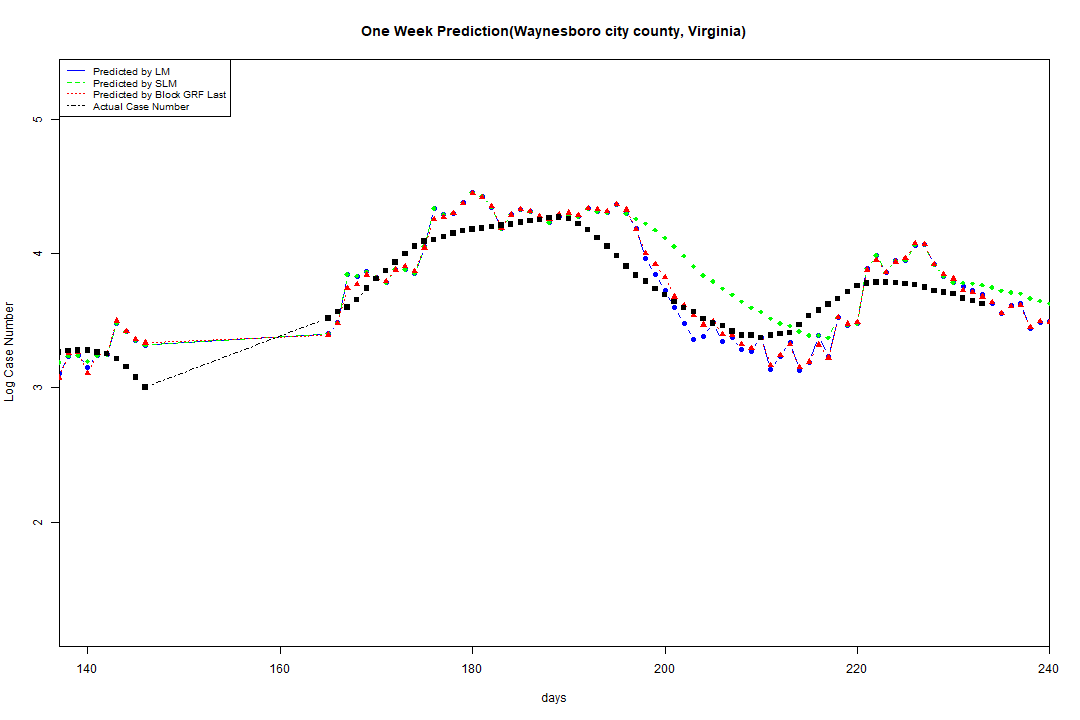 One Week Prediction(Waynesboro city county, Virginia)
Predicted by LM
Predicted by SLM
Predicted by Block GRF Last
Actual Case Number
5
4
3
2
Log Case Number
140 160 180 200 220 240
days